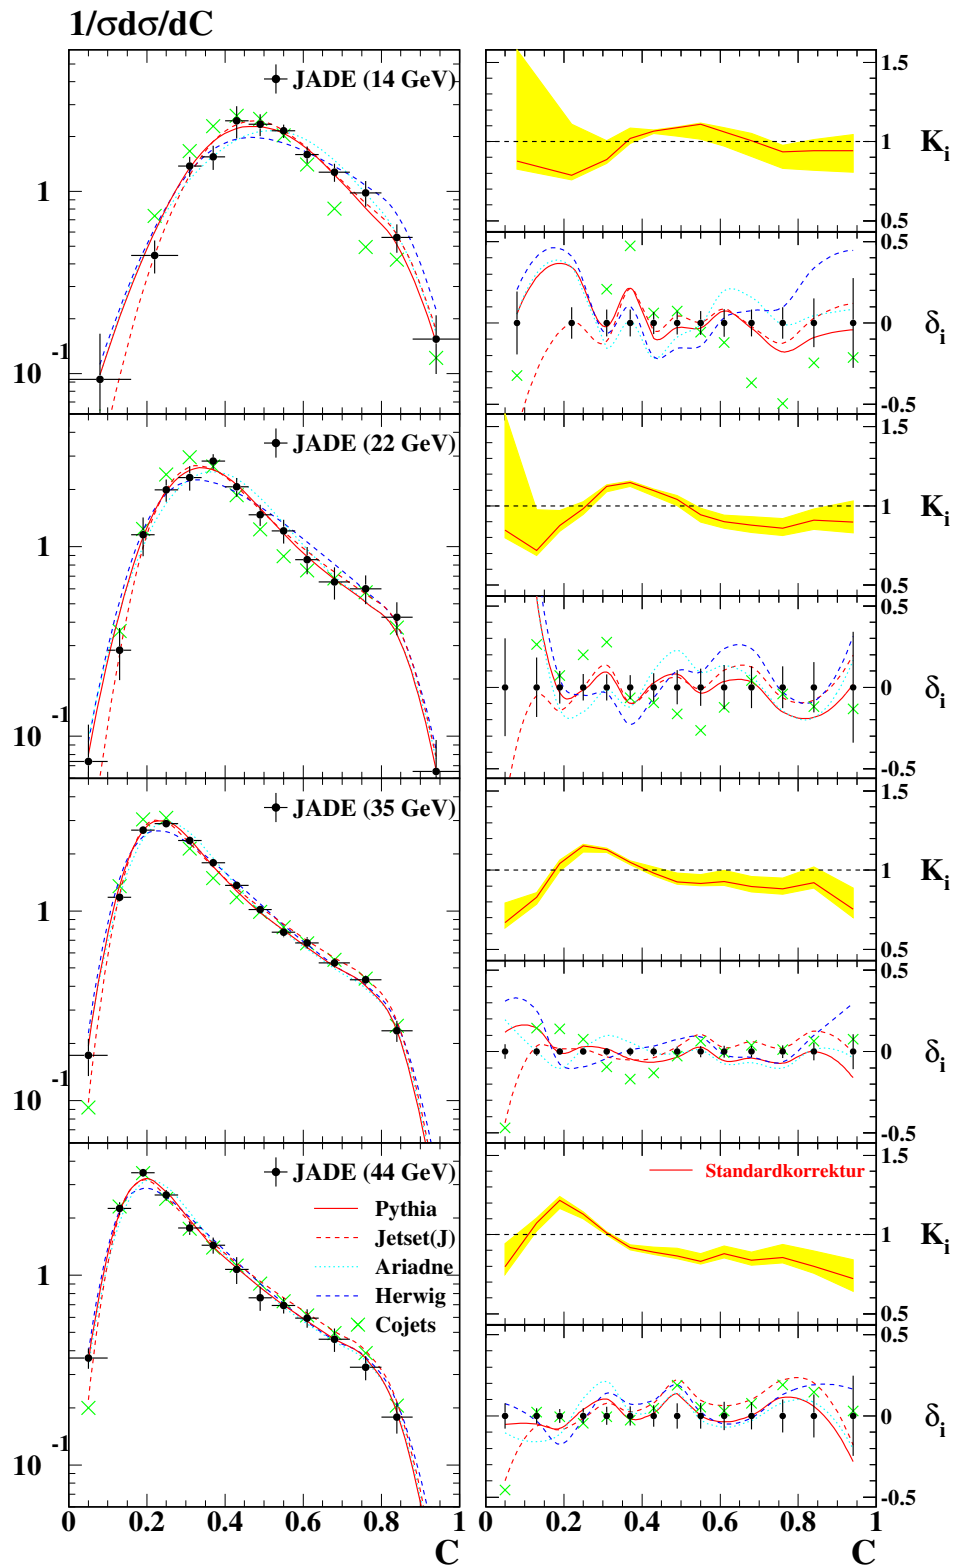 1/σdσ/dC
JADE (14 GeV)
1
10
-1
1.5
1
0.5
K_i
0.5
0
-0.5
δ_i
JADE (22 GeV)
1
10
-1
1.5
1
0.5
K_i
0.5
0
-0.5
δ_i
JADE (35 GeV)
1
10
-1
1.5
1
0.5
K_i
0.5
0
-0.5
δ_i
JADE (44 GeV)
Pythia
Jetset(J)
Ariadne
Herwig
Cojets
1
10
-1
Standardkorrektur
1.5
1
0.5
K_i
0.5
0
-0.5
δ_i
0 0.2 0.4 0.6 0.8 1
C
0 0.2 0.4 0.6 0.8 1
C